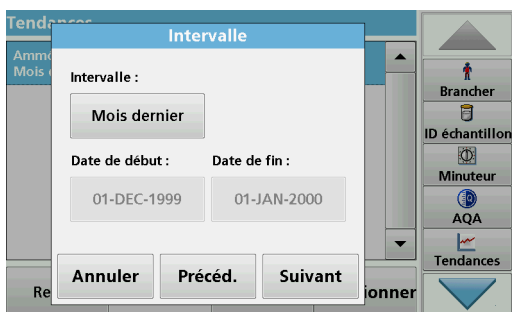 Tendances
Intervalle
Intervalle :
Mois dernier
Date de début :
Date de fin :
01-DEC-1999
01-JAN-2000
Annuler
Précéd.
Suivant
Brancher
ID échantillon
Minuteur
AQA
Tendances